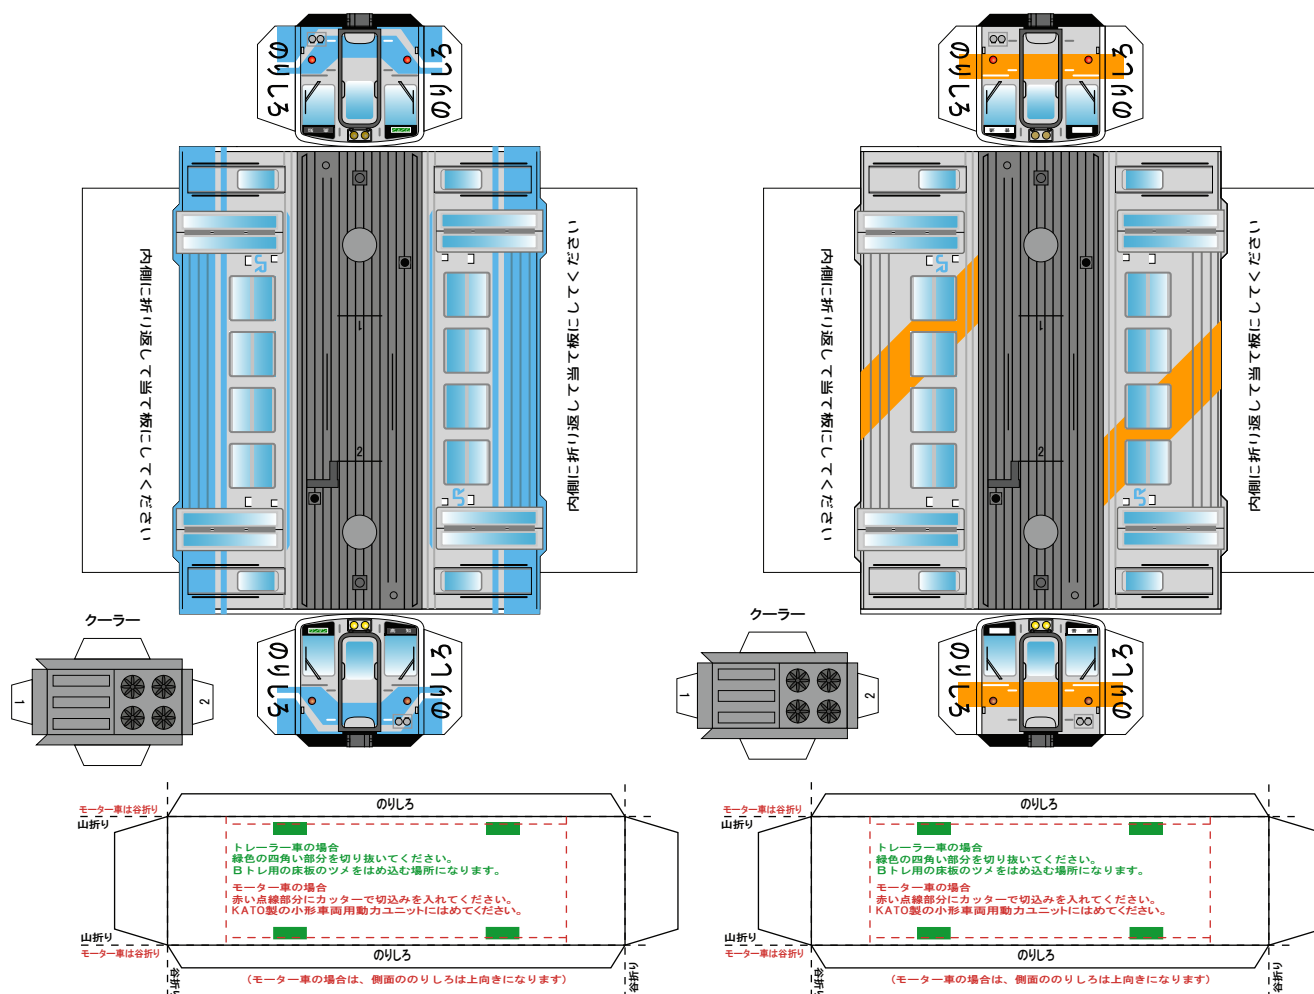 のりしろ
のりしろ
のりしろ
のりしろ
内側に折り返して当て板にしてください
JR
1
2
JR
内側に折り返して当て板にしてください
内側に折り返して当て板にしてください
JR
1
2
JR
内側に折り返して当て板にしてください
クーラー
のりしろ
のりしろ
1
2
クーラー
のりしろ
のりしろ
1
2
モーター車は谷折り
山折り
のりしろ
トレーラー車の場合
緑色の四角い部分を切り抜いてください。
Bトレ用の床板のツメをはめ込む場所になります。
モーター車の場合
赤い点線部分にカッターで切込みを入れてください。
KATO製の小形車両用動力ユニットにはめてください。
山折り
モーター車は谷折り
のりしろ
谷折り
谷折り
(モーター車の場合は、側面ののりしろは上向きになります)
モーター車は谷折り
山折り
のりしろ
トレーラー車の場合
緑色の四角い部分を切り抜いてください。
Bトレ用の床板のツメをはめ込む場所になります。
モーター車の場合
赤い点線部分にカッターで切込みを入れてください。
KATO製の小形車両用動力ユニットにはめてください。
山折り
モーター車は谷折り
のりしろ
谷折り
谷折り
(モーター車の場合は、側面ののりしろは上向きになります)